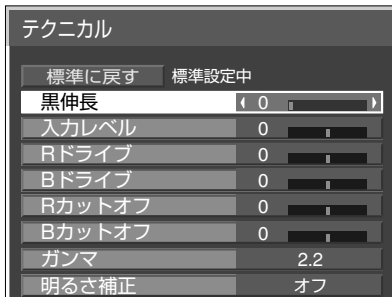 テクニカル
標準に戻す 標準設定中
黒伸長 0
入力レベル 0
Rドライブ 0
Bドライブ 0
Rカットオフ 0
Bカットオフ 0
ガンマ 2.2
明るさ補正 オフ